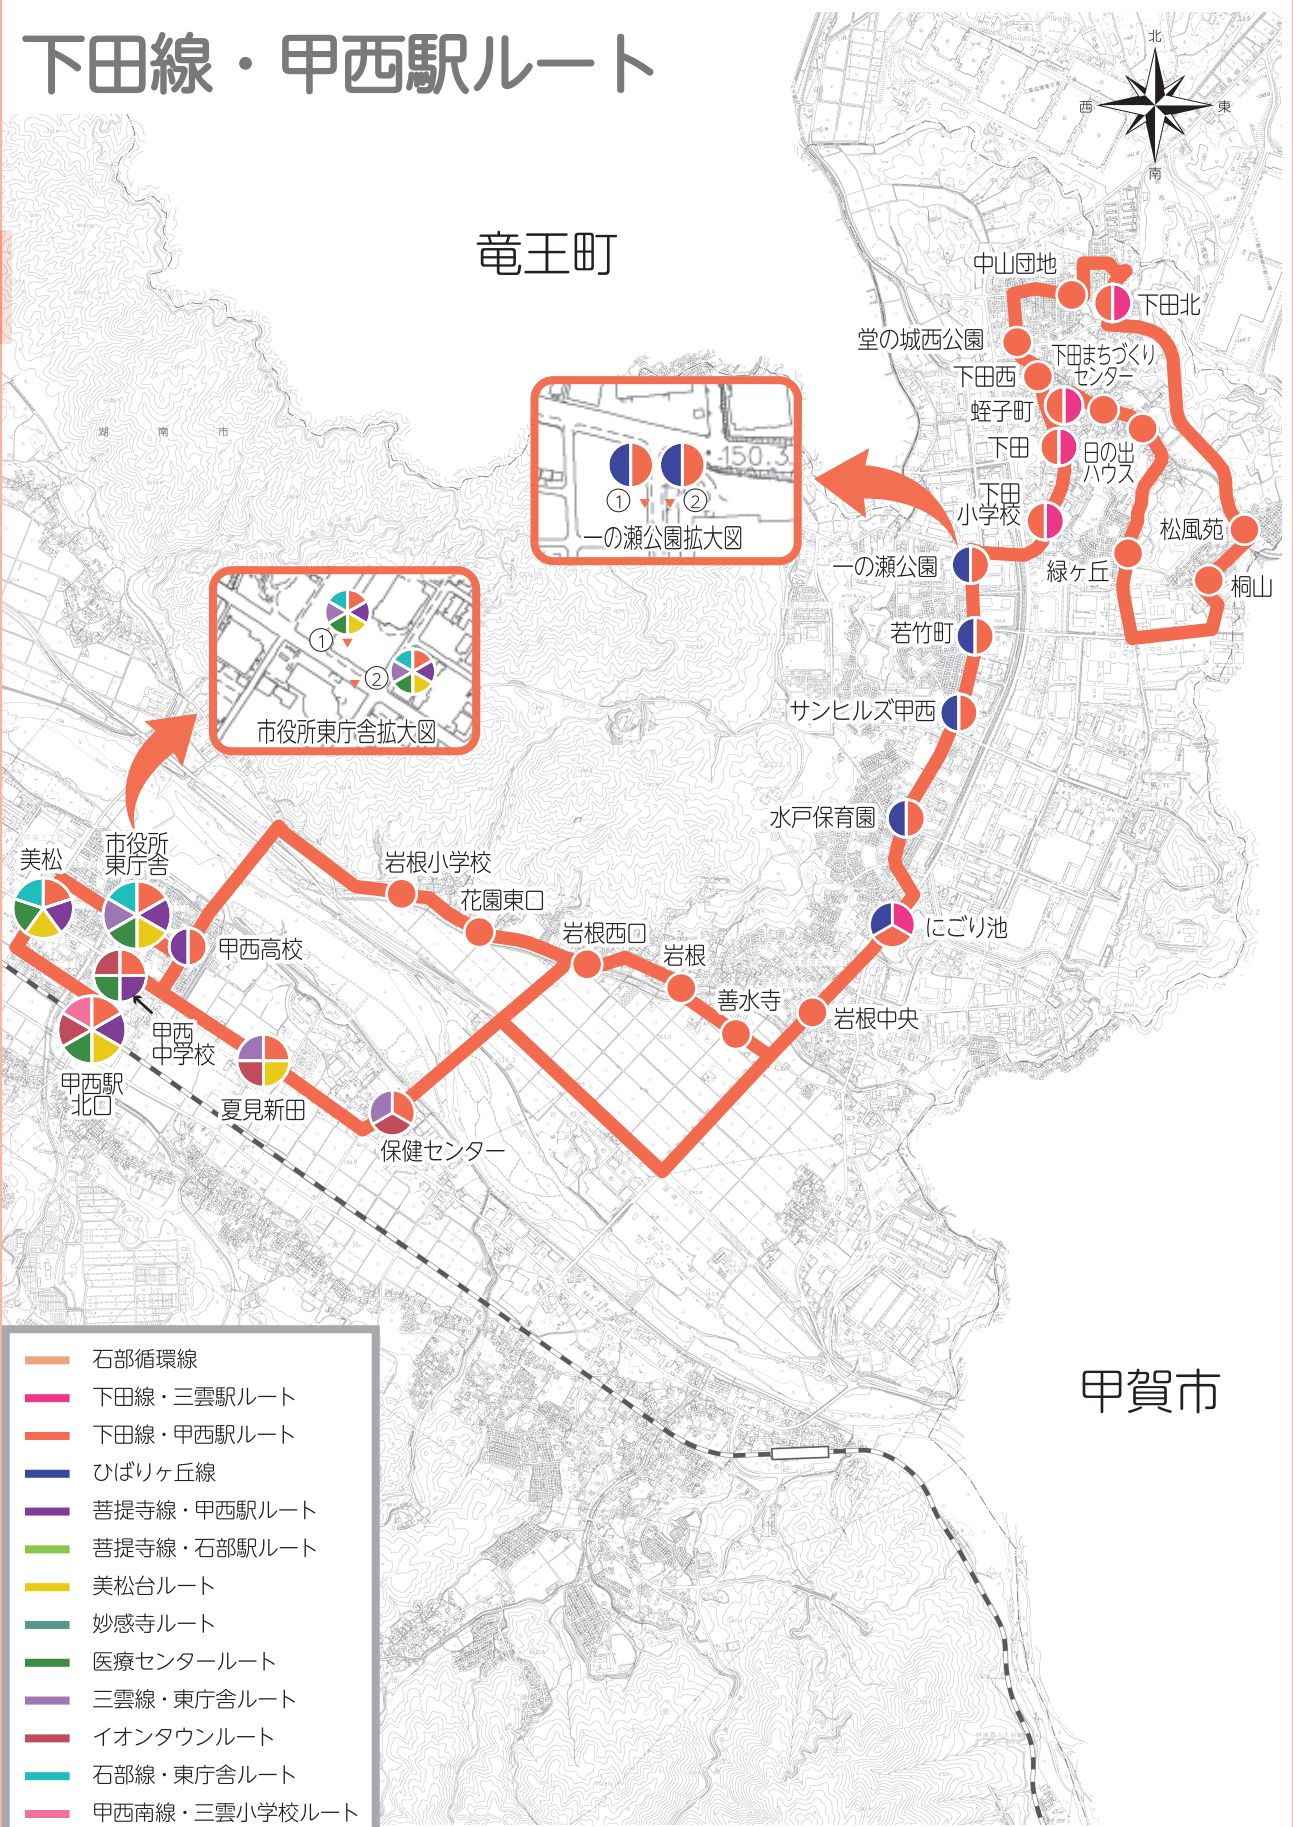 下田線・甲西駅ルート
北
西
東
南
竜王町
中山団地
下田北
堂の城西公園
下田まちづくり
センター
下田西
蛭子町
下田
日の出
ハウス
下田
小学校
松風苑
一の瀬公園
緑ヶ丘
桐山
若竹町
サンヒルズ甲西
水戸保育園
にごり池
150.3
①
②
一の瀬公園拡大図
①
②
市役所東庁舎拡大図
湖南市
美松
市役所
東庁舎
岩根小学校
花園東口
甲西高校
岩根西口
岩根
善水寺
岩根中央
甲西
中学校
甲西駅
北口
夏見新田
保健センター
甲賀市
石部循環線
下田線・三雲駅ルート
下田線・甲西駅ルート
ひばりヶ丘線
菩提寺線・甲西駅ルート
菩提寺線・石部駅ルート
美松台ルート
妙感寺ルート
医療センタールート
三雲線・東庁舎ルート
イオンタウンルート
石部線・東庁舎ルート
甲西南線・三雲小学校ルート